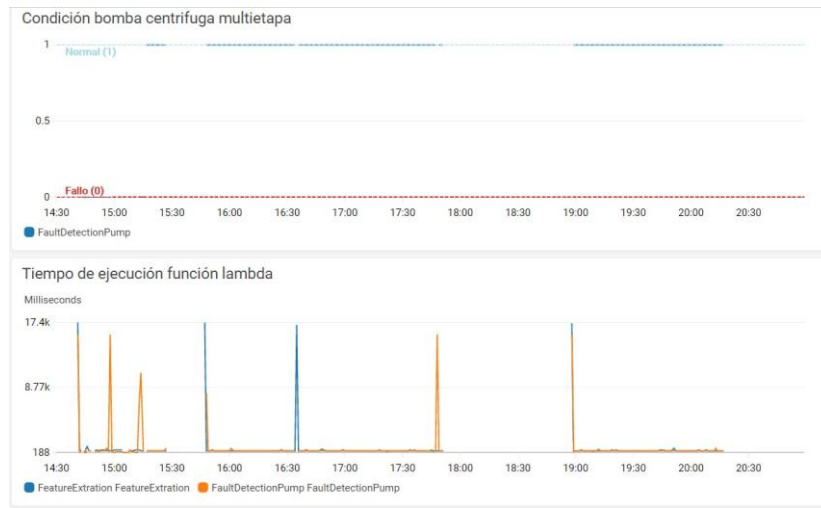 Condición bomba centrifuga multietapa
1
Normal (1)
0.5
Fallo (0)
0
14:30 15:00 15:30 16:00 16:30 17:00 17:30 18:00 18:30 19:00 19:30 20:00 20:30
FaultDetectionPump
Tiempo de ejecución función lambda
Milliseconds
17.4k
8.77k
188
14:30 15:00 15:30 16:00 16:30 17:00 17:30 18:00 18:30 19:00 19:30 20:00 20:30
FeatureExtration FeatureExtration FaultDetectionPump FaultDetectionPump